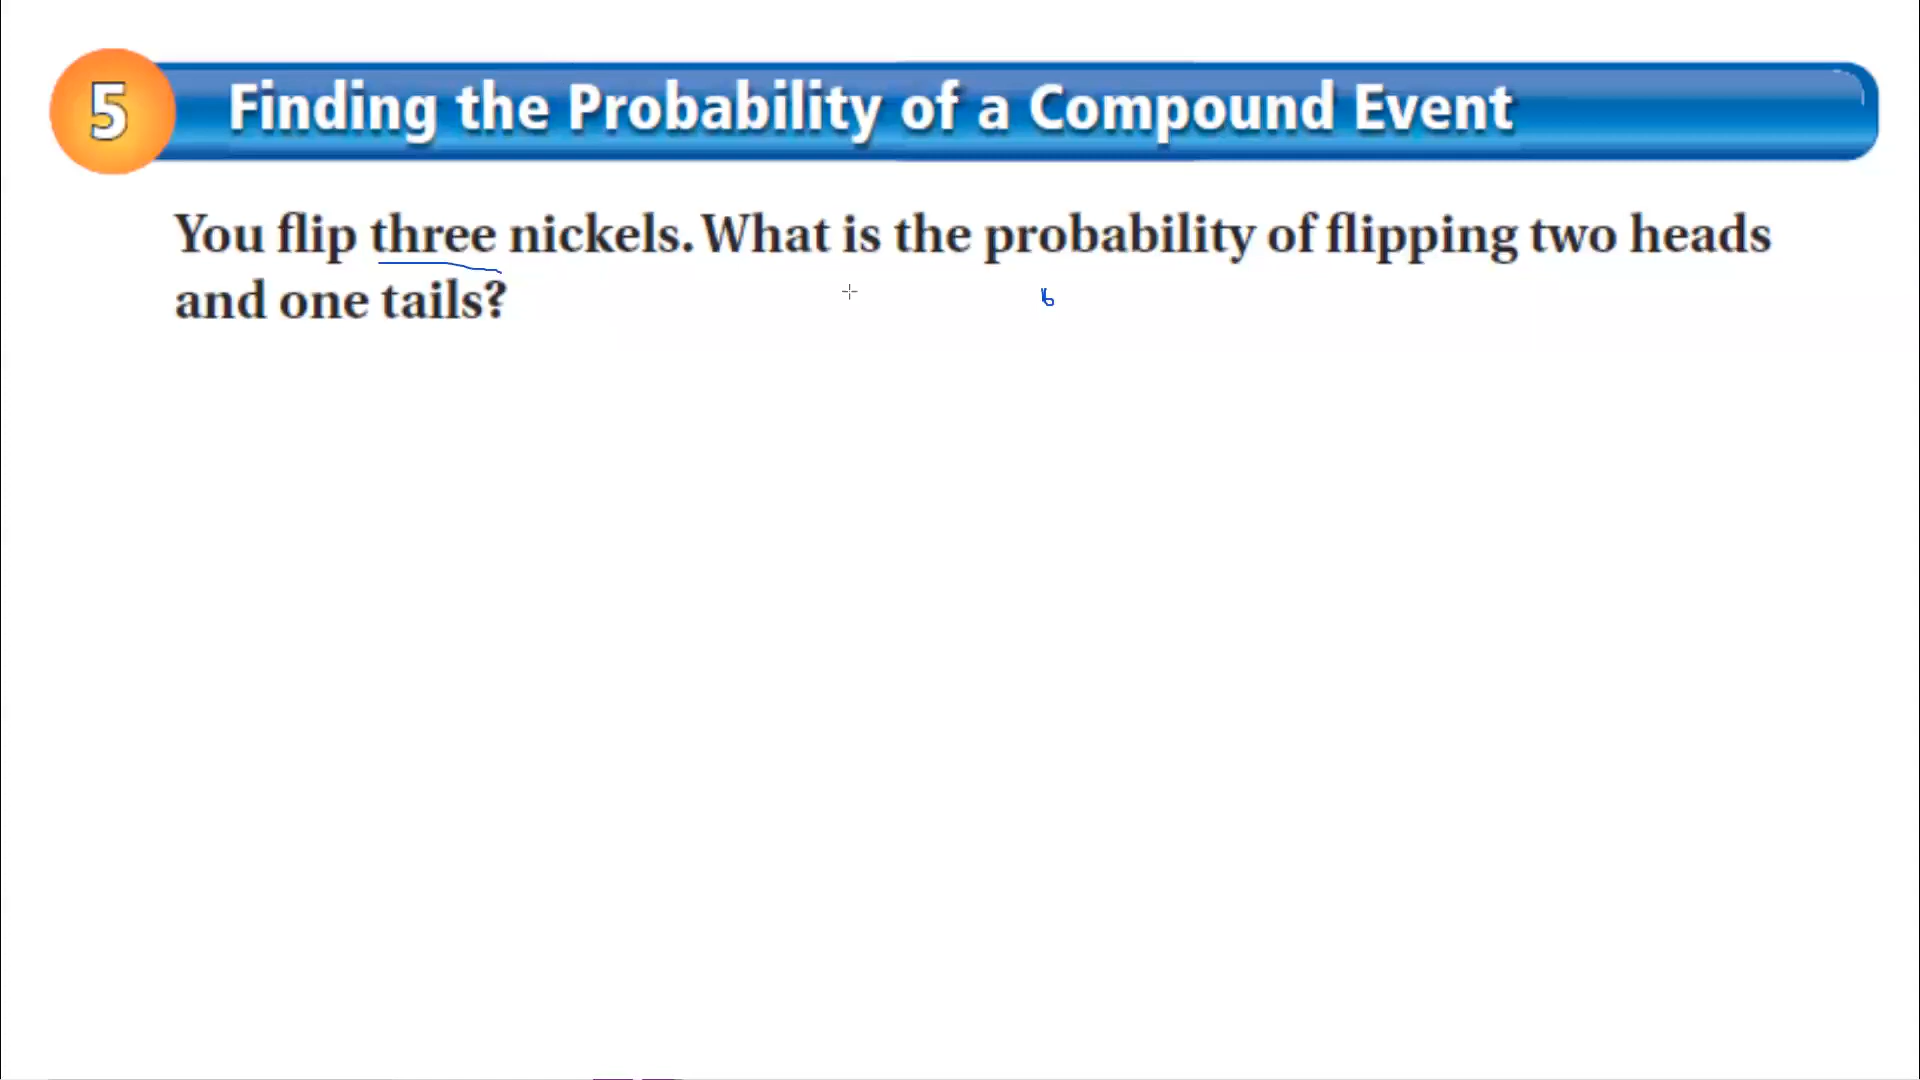 5 Finding the Probability of a Compound Event
You flip three nickels. What is the probability of flipping two heads
and one tails?